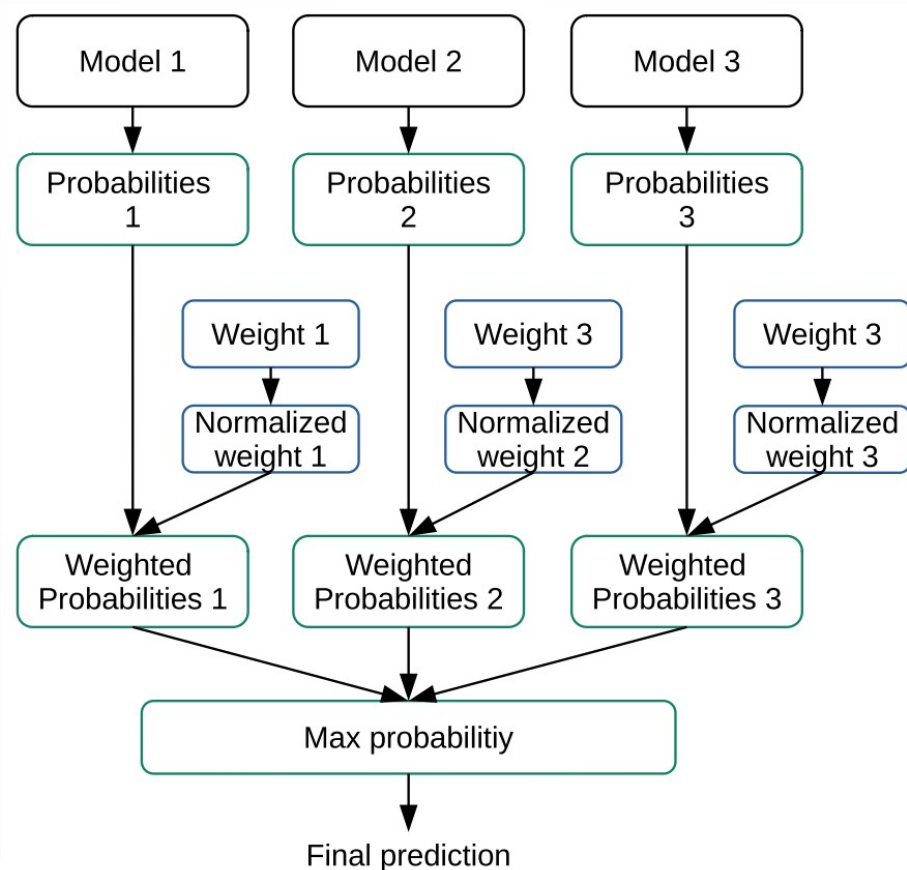 Model 1
Model 2
Model 3
Probabilities
1
Probabilities
2
Probabilities
3
Weight 1
Weight 3
Weight 3
Normalized
weight 1
Normalized
weight 2
Normalized
weight 3
Weighted
Probabilities 1
Weighted
Probabilities 2
Weighted
Probabilities 3
Max probabilitiy
Final prediction